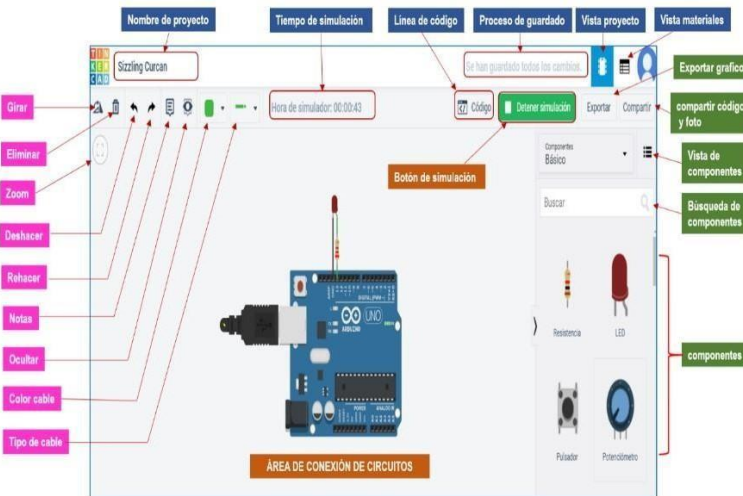 Nombre de proyecto
Tiempo de simulación
Línea de código
Proceso de guardado
Vista proyecto
Vista materiales
TIN
KER
CAD
Sizzling Curcan
Se han guardado todos los cambios.
Exportar grafico
Girar
Hora de simulador: 00:00:43
Código
Detener simulación
Exportar
Compartir
compartir código
y foto
Eliminar
Zoom
Botón de simulación
Componentes
Básico
Vista de
componentes
Buscar
Búsqueda de
componentes
Deshacer
Rehacer
Notas
Ocultar
Color cable
Tipo de cable
UNO
ARDUINO
Resistencia
LED
componentes
Pulsador
Potenciómetro
ÁREA DE CONEXIÓN DE CIRCUITOS